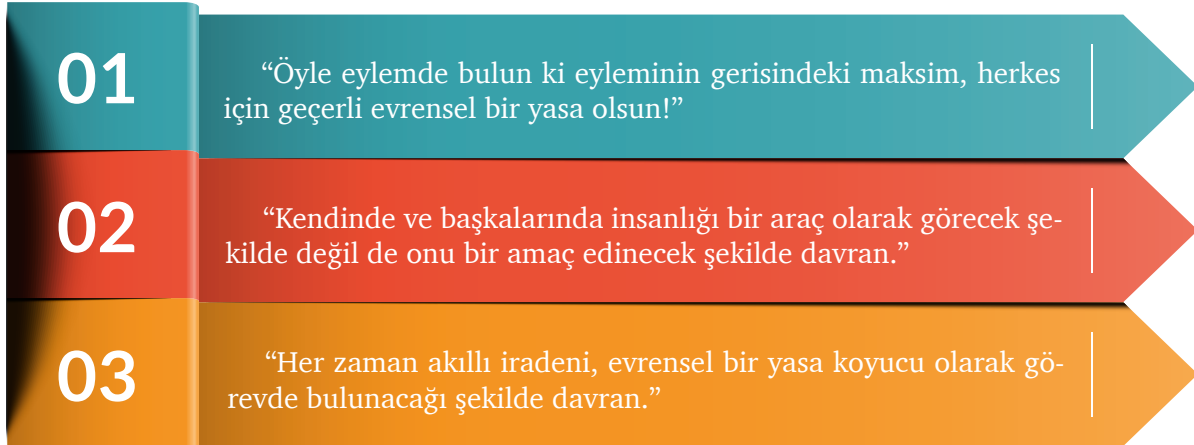 01
“Öyle eylemde bulun ki eyleminin gerisindeki maksim, herkes
için geçerli evrensel bir yasa olsun!”
02
“Kendinde ve başkalarında insanlığı bir araç olarak görecek şe-
kilde değil de onu bir amaç edinecek şekilde davran.”
03
“Her zaman akıllı iradeni, evrensel bir yasa koyucu olarak gö-
revde bulunacağı şekilde davran.”